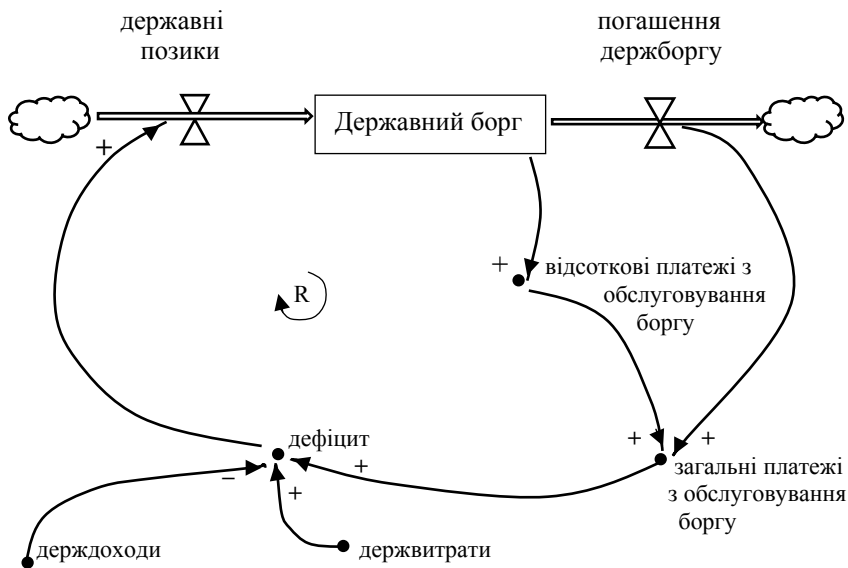 державні
позики
погашення
держборгу
Державний борг
+
+
відсоткові платежі з
обслуговування
боргу
R
+
+
дефіцит
+
загальні платежі
з обслуговування
боргу
–
+
держдоходи
держвитрати